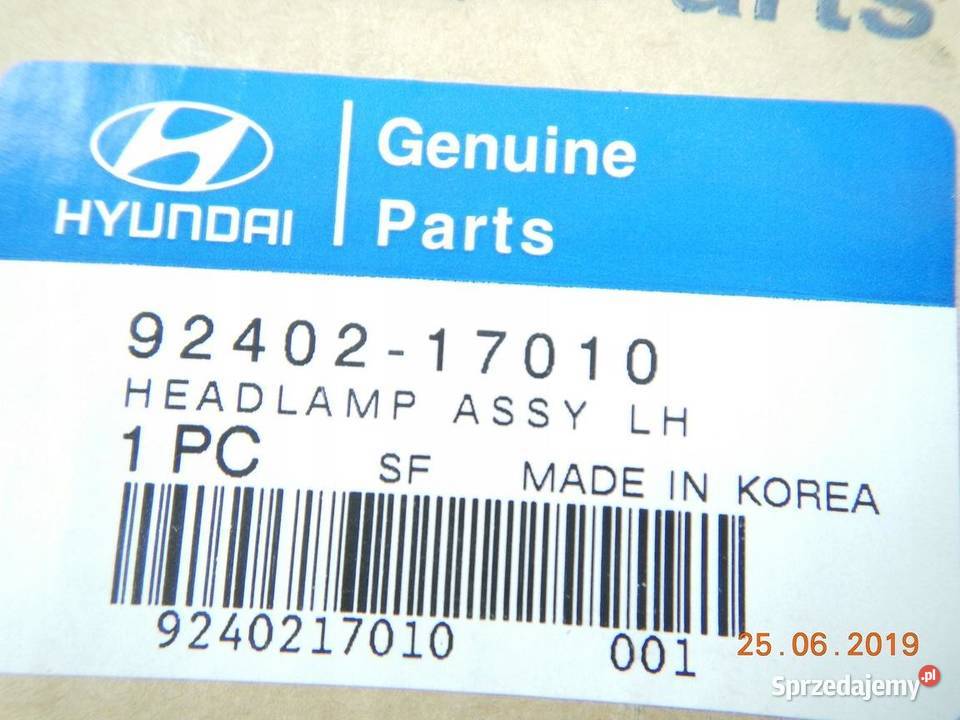 Parts
HYUNDAI
Genuine
Parts
92402-17010
HEADLAMP ASSY LH
1 PC SF MADE IN KOREA
9240217010 001
25.06.2019
Sprzedajemy.pl